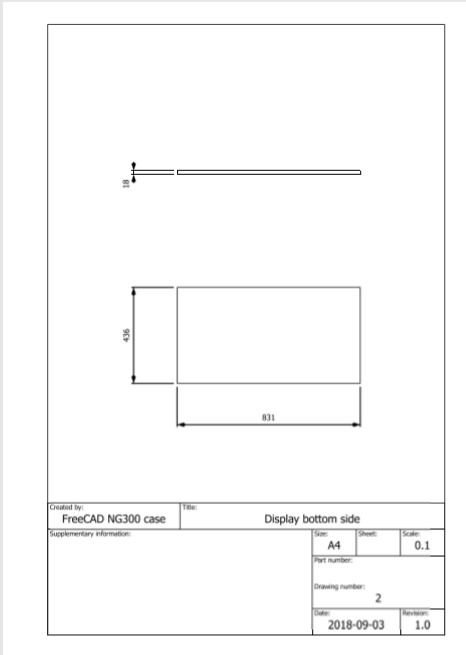 18
436
831
Created by:
FreeCAD NG300 case
Title:
Display bottom side
Supplementary information:
Size:
A4
Sheet:
Scale:
0.1
Part number:
Drawing number:
2
Date:
2018-09-03
Revision:
1.0